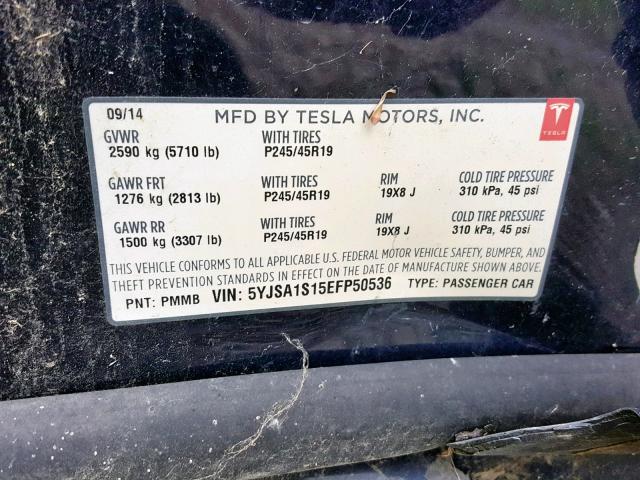 09/14 MFD BY TESLA MOTORS, INC.
TESLA
GVWR WITH TIRES
2590 kg (5710 lb) P245/45R19
GAWR FRT WITH TIRES RIM COLD TIRE PRESSURE
1276 kg (2813 lb) P245/45R19 19X8 J 310 kPa, 45 psi
GAWR RR WITH TIRES RIM COLD TIRE PRESSURE
1500 kg (3307 lb) P245/45R19 19X8 J 310 kPa, 45 psi
THIS VEHICLE CONFORMS TO ALL APPLICABLE U.S. FEDERAL MOTOR VEHICLE SAFETY, BUMPER, AND
THEFT PREVENTION STANDARDS IN EFFECT ON THE DATE OF MANUFACTURE SHOWN ABOVE.
PNT: PMMB VIN: 5YJSA1S15EFP50536 TYPE: PASSENGER CAR